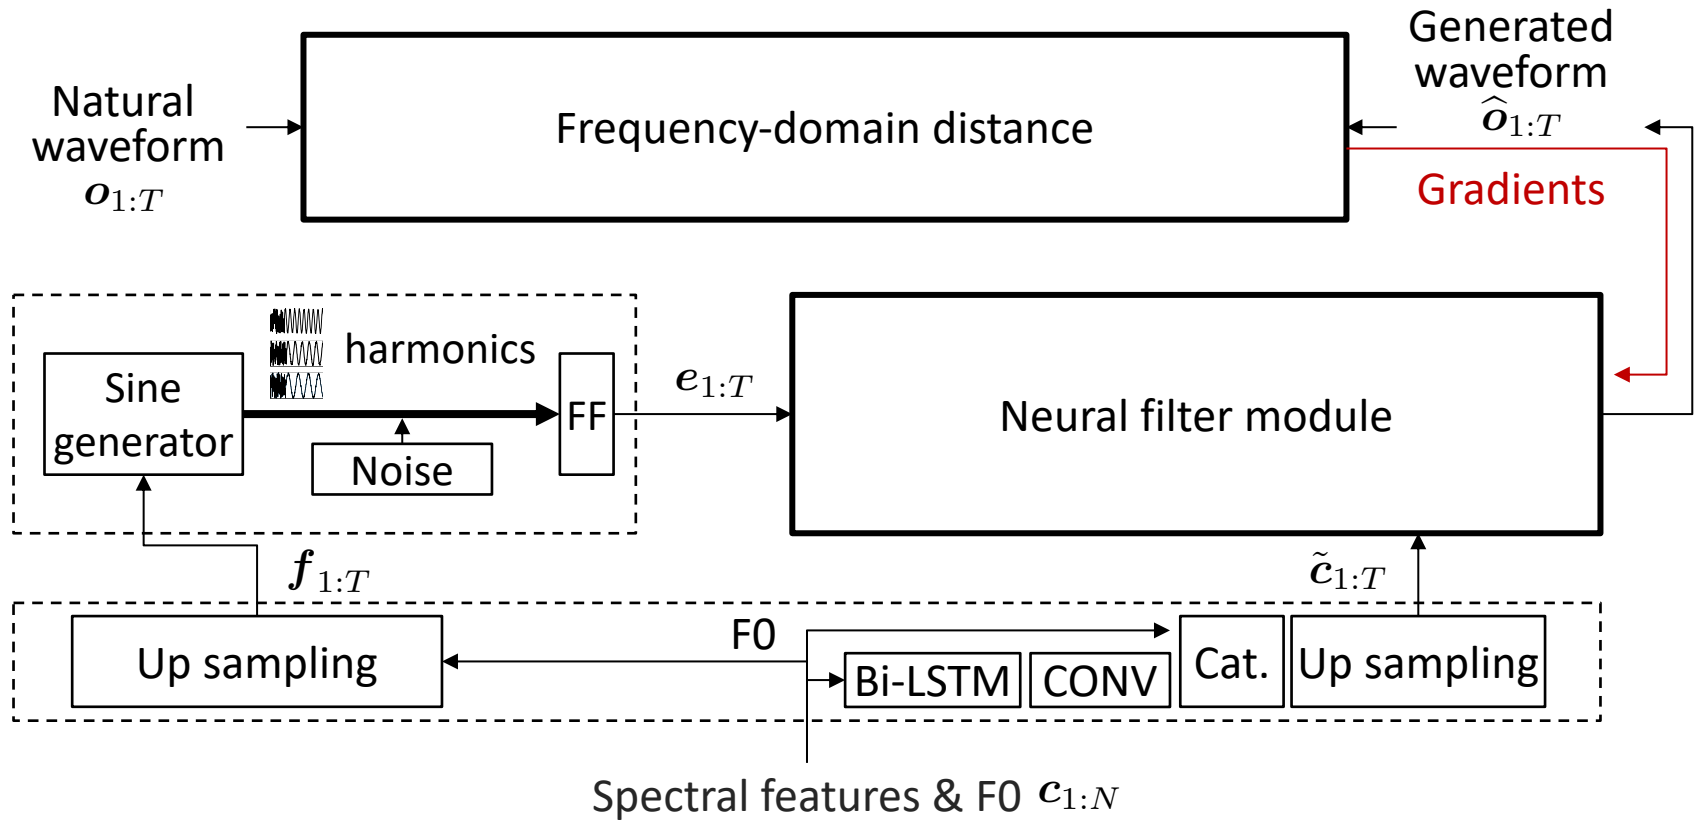 Natural
waveform
o₁:T
Frequency-domain distance
Generated
waveform
ô₁:T
Gradients
Sine
generator
harmonics
Noise
FF
e₁:T
Neural filter module
f₁:T
c̃₁:T
Up sampling
F0
Bi-LSTM
CONV
Cat.
Up sampling
Spectral features & F0 c₁:N